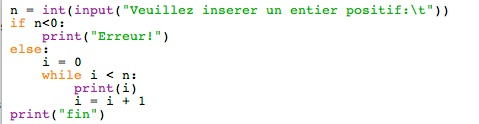 n = int(input("Veuillez inserer un entier positif:\t"))
if n<0:
    print("Erreur!")
else:
    i = 0
    while i < n:
        print(i)
        i = i + 1
print("fin")